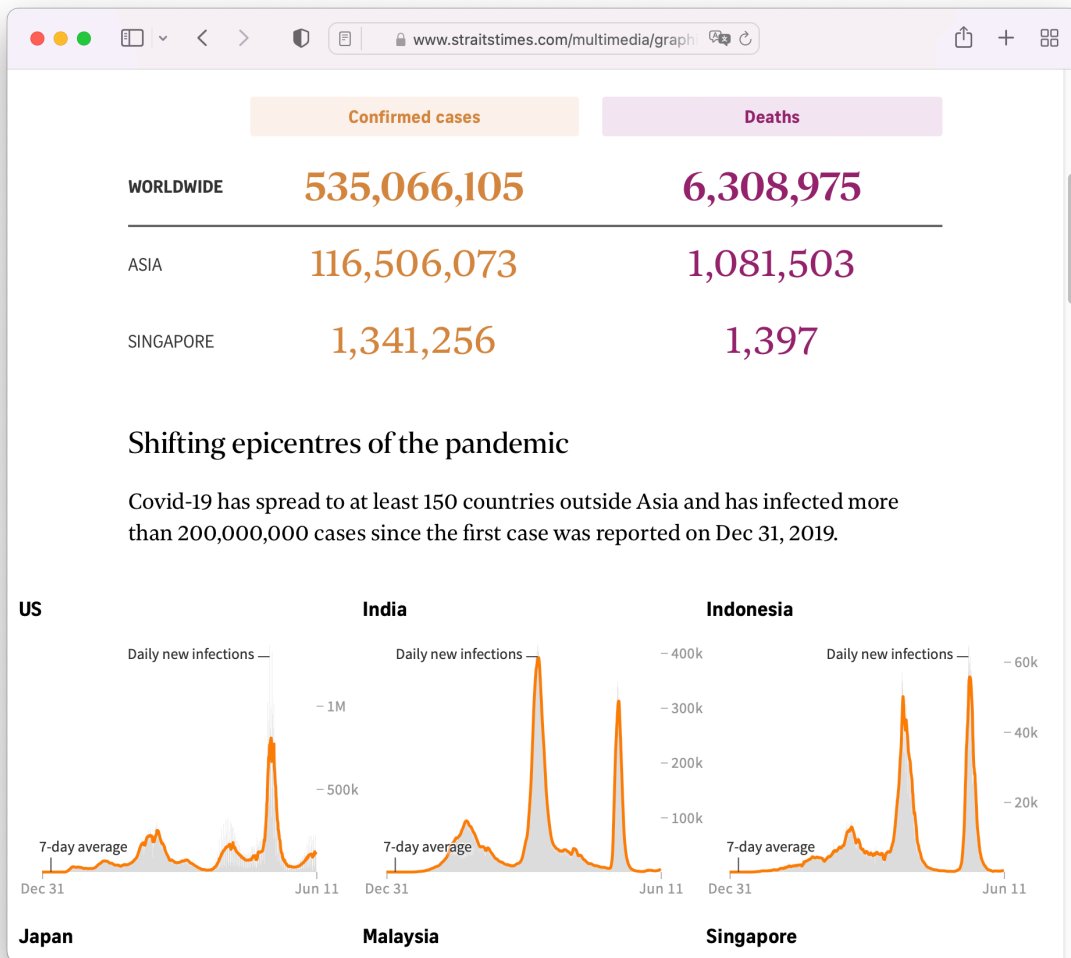 www.straitstimes.com/multimedia/graph
Confirmed cases Deaths
WORLDWIDE 535,066,105 6,308,975
ASIA 116,506,073 1,081,503
SINGAPORE 1,341,256 1,397
Shifting epicentres of the pandemic
Covid-19 has spread to at least 150 countries outside Asia and has infected more
than 200,000,000 cases since the first case was reported on Dec 31, 2019.
US
Daily new infections
1M
500k
7-day average
Dec 31 Jun 11
India
Daily new infections
400k
300k
200k
100k
7-day average
Dec 31 Jun 11
Indonesia
Daily new infections
60k
40k
20k
7-day average
Dec 31 Jun 11
Japan
Malaysia
Singapore